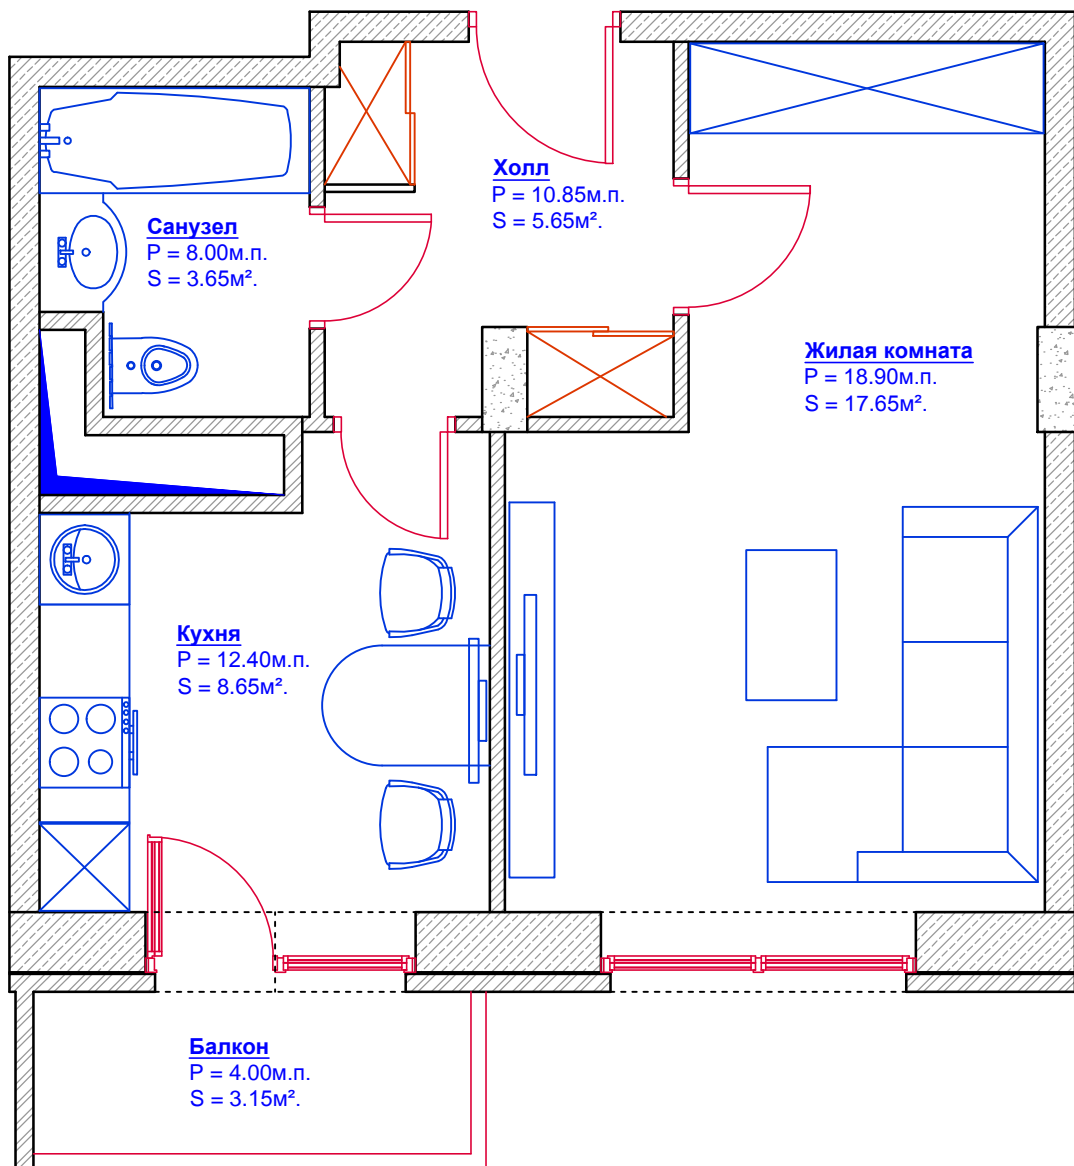 Холл
P = 10.85м.п.
S = 5.65м².
Санузел
P = 8.00м.п.
S = 3.65м².
Жилая комната
P = 18.90м.п.
S = 17.65м².
Кухня
P = 12.40м.п.
S = 8.65м².
Балкон
P = 4.00м.п.
S = 3.15м².